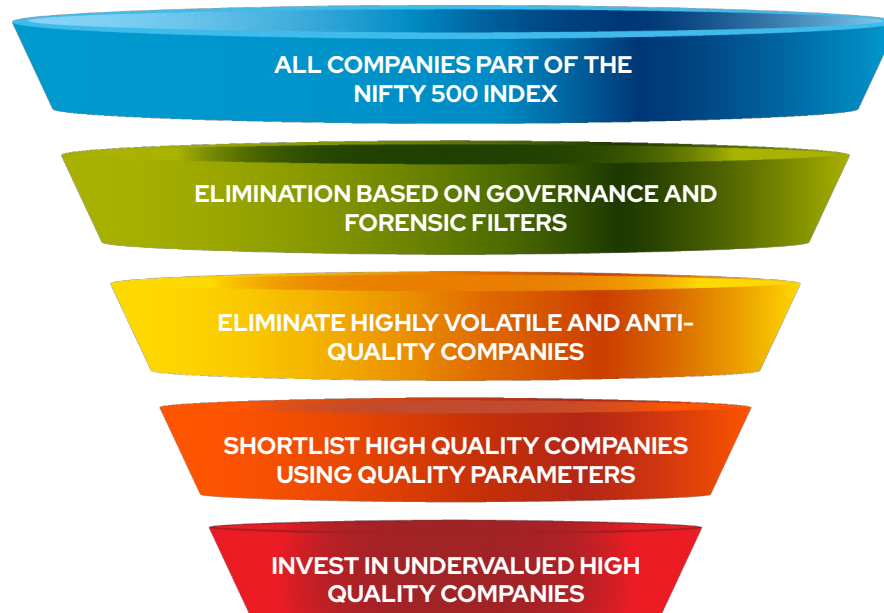 ALL COMPANIES PART OF THE
NIFTY 500 INDEX
ELIMINATION BASED ON GOVERNANCE AND
FORENSIC FILTERS
ELIMINATE HIGHLY VOLATILE AND ANTI-
QUALITY COMPANIES
SHORTLIST HIGH QUALITY COMPANIES
USING QUALITY PARAMETERS
INVEST IN UNDERVALUED HIGH
QUALITY COMPANIES